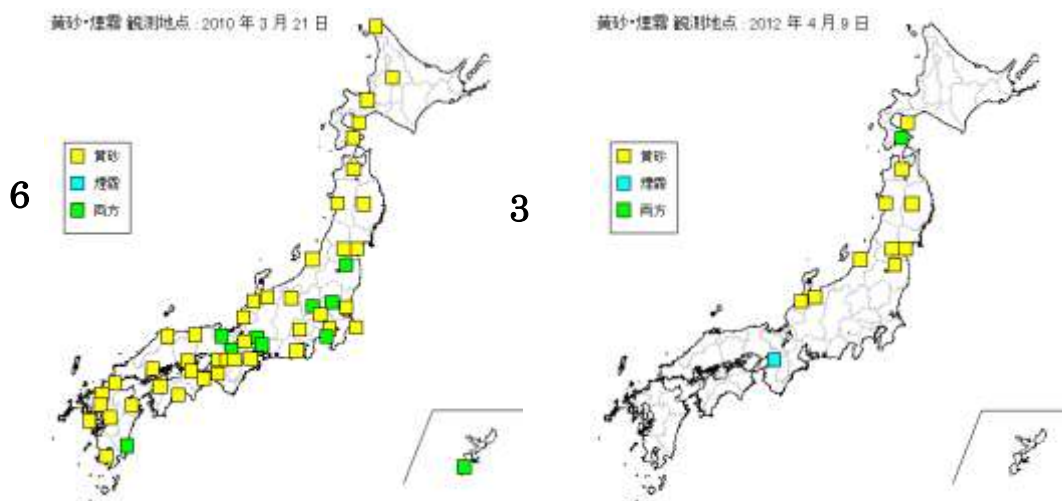 黄砂・煙霧 観測地点 : 2010 年 3 月 21 日
黄砂・煙霧 観測地点 : 2012 年 4 月 9 日
黄砂
煙霧
両方
黄砂
煙霧
両方
6
3